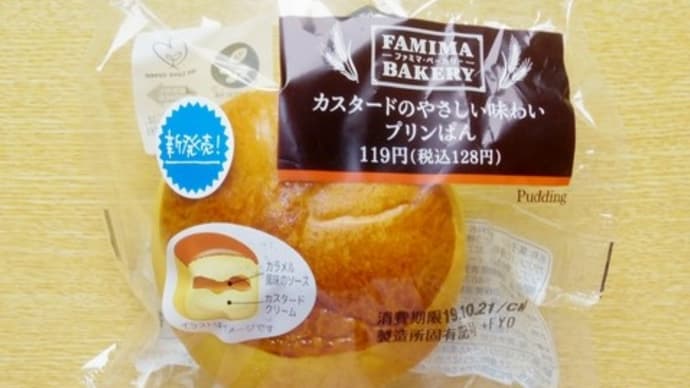 FAMIMA
ファミマ・ベーカリー
BAKERY
カスタードのやさしい味わい
プリンぱん
119円(税込128円)
新発売!
Pudding
カラメル
風味のソース
カスタード
クリーム
イラストはイメージです
消費期限19.10.21/CM
製造所固有記号+FYO